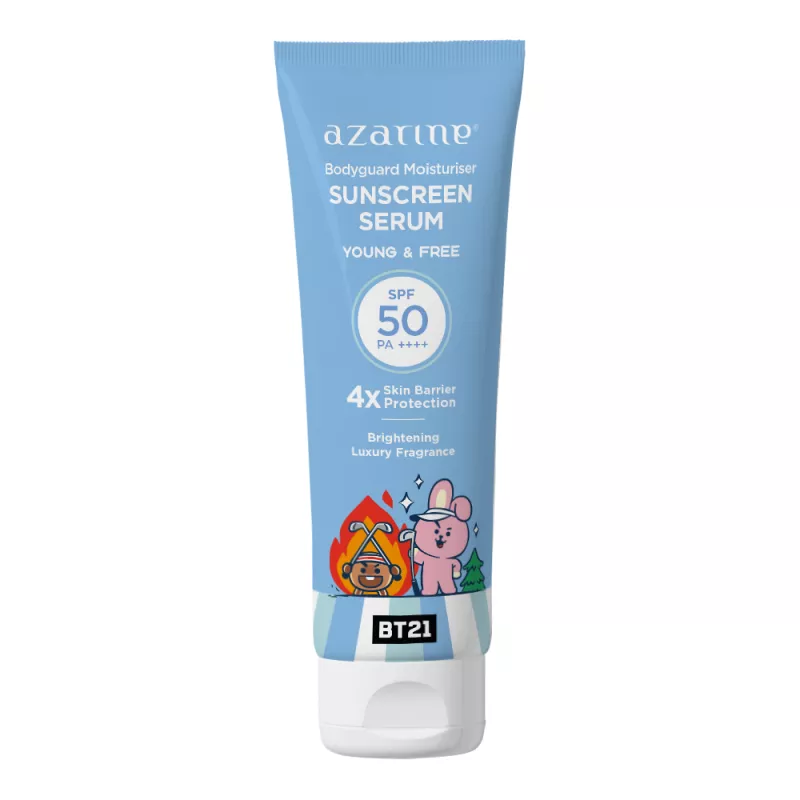 azarine®
Bodyguard Moisturiser
SUNSCREEN
SERUM
YOUNG & FREE
SPF
50
PA ++++
4x Skin Barrier
Protection
Brightening
Luxury Fragrance
BT21